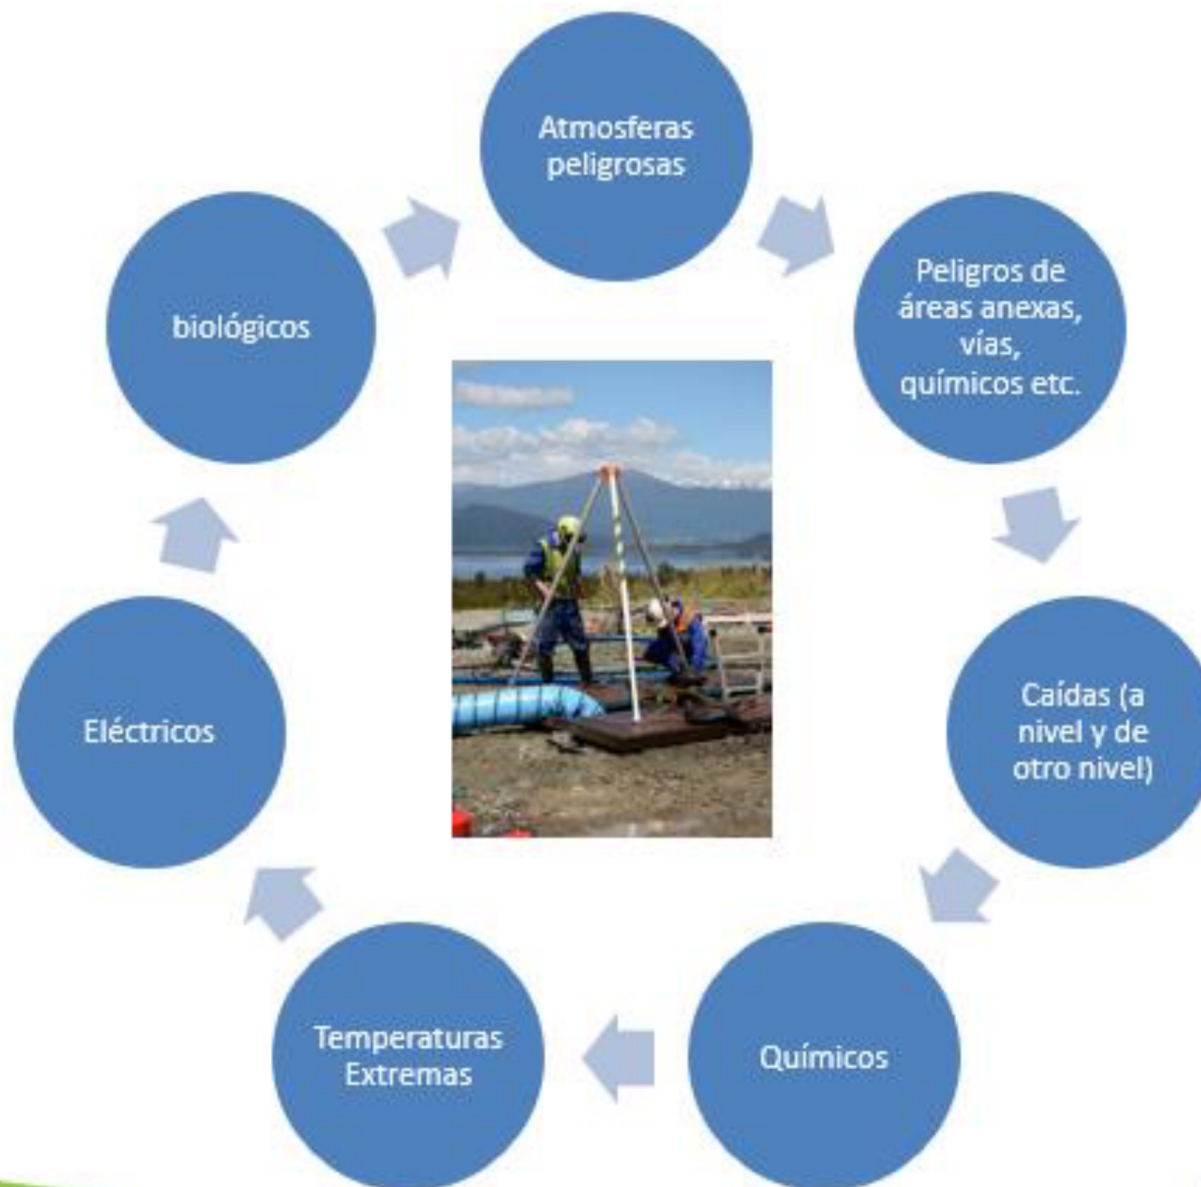 Atmosferas
peligrosas
Peligros de
áreas anexas,
vías,
químicos etc.
Caídas (a
nivel y de
otro nivel)
Químicos
Temperaturas
Extremas
Eléctricos
biológicos